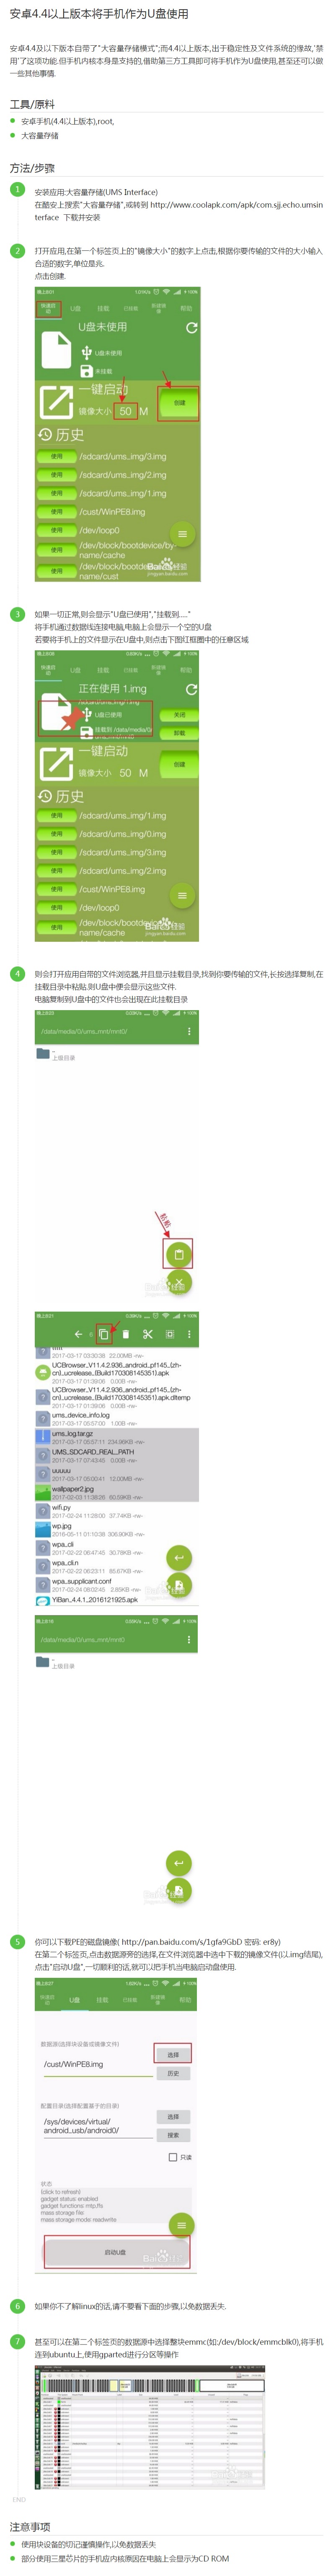 安卓4.4以上版本将手机作为U盘使用
安卓4.4及以下版本自带了"大容量存储模式";而4.4以上版本,出于稳定性及文件系统的缘故,'禁
用'了这项功能.但手机内核本身是支持的,借助第三方工具即可将手机作为U盘使用,甚至还可以做
一些其他事情.
工具/原料
安卓手机(4.4以上版本),root,
大容量存储
方法/步骤
1
安装应用:大容量存储(UMS Interface)
在酷安上搜索"大容量存储",或转到 http://www.coolapk.com/apk/com.sjj.echo.umsin
terface 下载并安装
2
打开应用,在第一个标签页上的"镜像大小"的数字上点击,根据你要传输的文件的大小输入
合适的数字,单位是兆.
点击创建.
快速启动 U盘 挂载 已挂载 新建镜像 帮助
U盘未使用
U盘未使用
未挂载
一键启动
镜像大小 50 M
创建
历史
使用 /sdcard/ums_img/3.img
使用 /sdcard/ums_img/2.img
使用 /sdcard/ums_img/1.img
使用 /cust/WinPE8.img
使用 /dev/loop0
使用 /dev/block/bootdevice/by-name/cache
使用 /dev/block/bootdevice/by-name/cust
3
如果一切正常,则会显示"U盘已使用","挂载到...."
将手机通过数据线连接电脑,电脑上会显示一个空的U盘
若要将手机上的文件显示在U盘中,则点击下图红框圈中的任意区域
快速启动 U盘 挂载 已挂载 新建镜像 帮助
正在使用 1.img
/sdcard/ums_img/1.img
U盘已使用
关闭
挂载到 /data/media/0/
卸载
一键启动
镜像大小 50 M
创建
历史
使用 /sdcard/ums_img/1.img
使用 /sdcard/ums_img/0.img
使用 /sdcard/ums_img/3.img
使用 /sdcard/ums_img/2.img
使用 /cust/WinPE8.img
使用 /dev/loop0
使用 /dev/block/bootdevice/by-name/cache
4
则会打开应用自带的文件浏览器,并且显示挂载目录,找到你要传输的文件,长按选择复制,在
挂载目录中粘贴.则U盘中便会显示这些文件.
电脑复制到U盘中的文件也会出现在此挂载目录
/data/media/0/ums_mnt/mnt0/
..
上级目录
粘贴
2017-03-17 03:30:38 22.00MB -rw-
UCBrowser_V11.4.2.936_android_pf145_(zh-
cn)_ucrelease_(Build170308145351).apk
2017-03-17 01:39:06 0.00B -rw-
UCBrowser_V11.4.2.936_android_pf145_(zh-
cn)_ucrelease_(Build170308145351).apk.dltemp
2017-03-17 01:39:06 0.00B -rw-
ums_device_info.log
2017-03-17 05:57:00 1.00B -rw-
ums_log.tar.gz
2017-03-17 05:57:11 234.96KB -rw-
UMS_SDCARD_REAL_PATH
2017-03-17 07:43:45 0.00B -rw-
uuuuu
2017-03-17 05:00:41 12.00MB -rw-
wallpaper2.jpg
2017-02-03 11:39:26 60.59KB -rw-
wifi.py
2017-02-24 11:28:00 37.74KB -rw-
wp.jpg
2016-05-11 01:10:38 306.90KB -rw-
wpa_cli
2017-02-22 06:47:45 30.78KB -rw-
wpa_cli.n
2017-02-22 06:23:11 85.67KB -rw-
wpa_supplicant.conf
2017-02-24 08:02:45 2.85KB -rw-
YiBan_4.4.1_2016121925.apk
/data/media/0/ums_mnt/mnt0
..
上级目录
5
你可以下载PE的磁盘镜像( http://pan.baidu.com/s/1gfa9GbD 密码: er8y)
在第二个标签页,点击数据源旁的选择,在文件浏览器中选中下载的镜像文件(以.img结尾),
点击"启动U盘",一切顺利的话,就可以把手机当电脑启动盘使用.
快速启动 U盘 挂载 已挂载 新建镜像 帮助
数据源(选择块设备或镜像文件)
选择
/cust/WinPE8.img
历史
配置目录(选择配置基于的目录)
选择
/sys/devices/virtual/
android_usb/android0/
搜索
只读
状态
(click to refresh)
gadget status: enabled
gadget functions: mtp,ffs
mass storage file:
mass storage mode: readwrite
启动U盘
6
如果你不了解linux的话,请不要看下面的步骤,以免数据丢失.
7
甚至可以在第二个标签页的数据源中选择整块emmc(如:/dev/block/emmcblk0),将手机
连到ubuntu上,使用gparted进行分区等操作
END
注意事项
使用块设备的切记谨慎操作,以免数据丢失
部分使用三星芯片的手机应内核原因在电脑上会显示为CD ROM